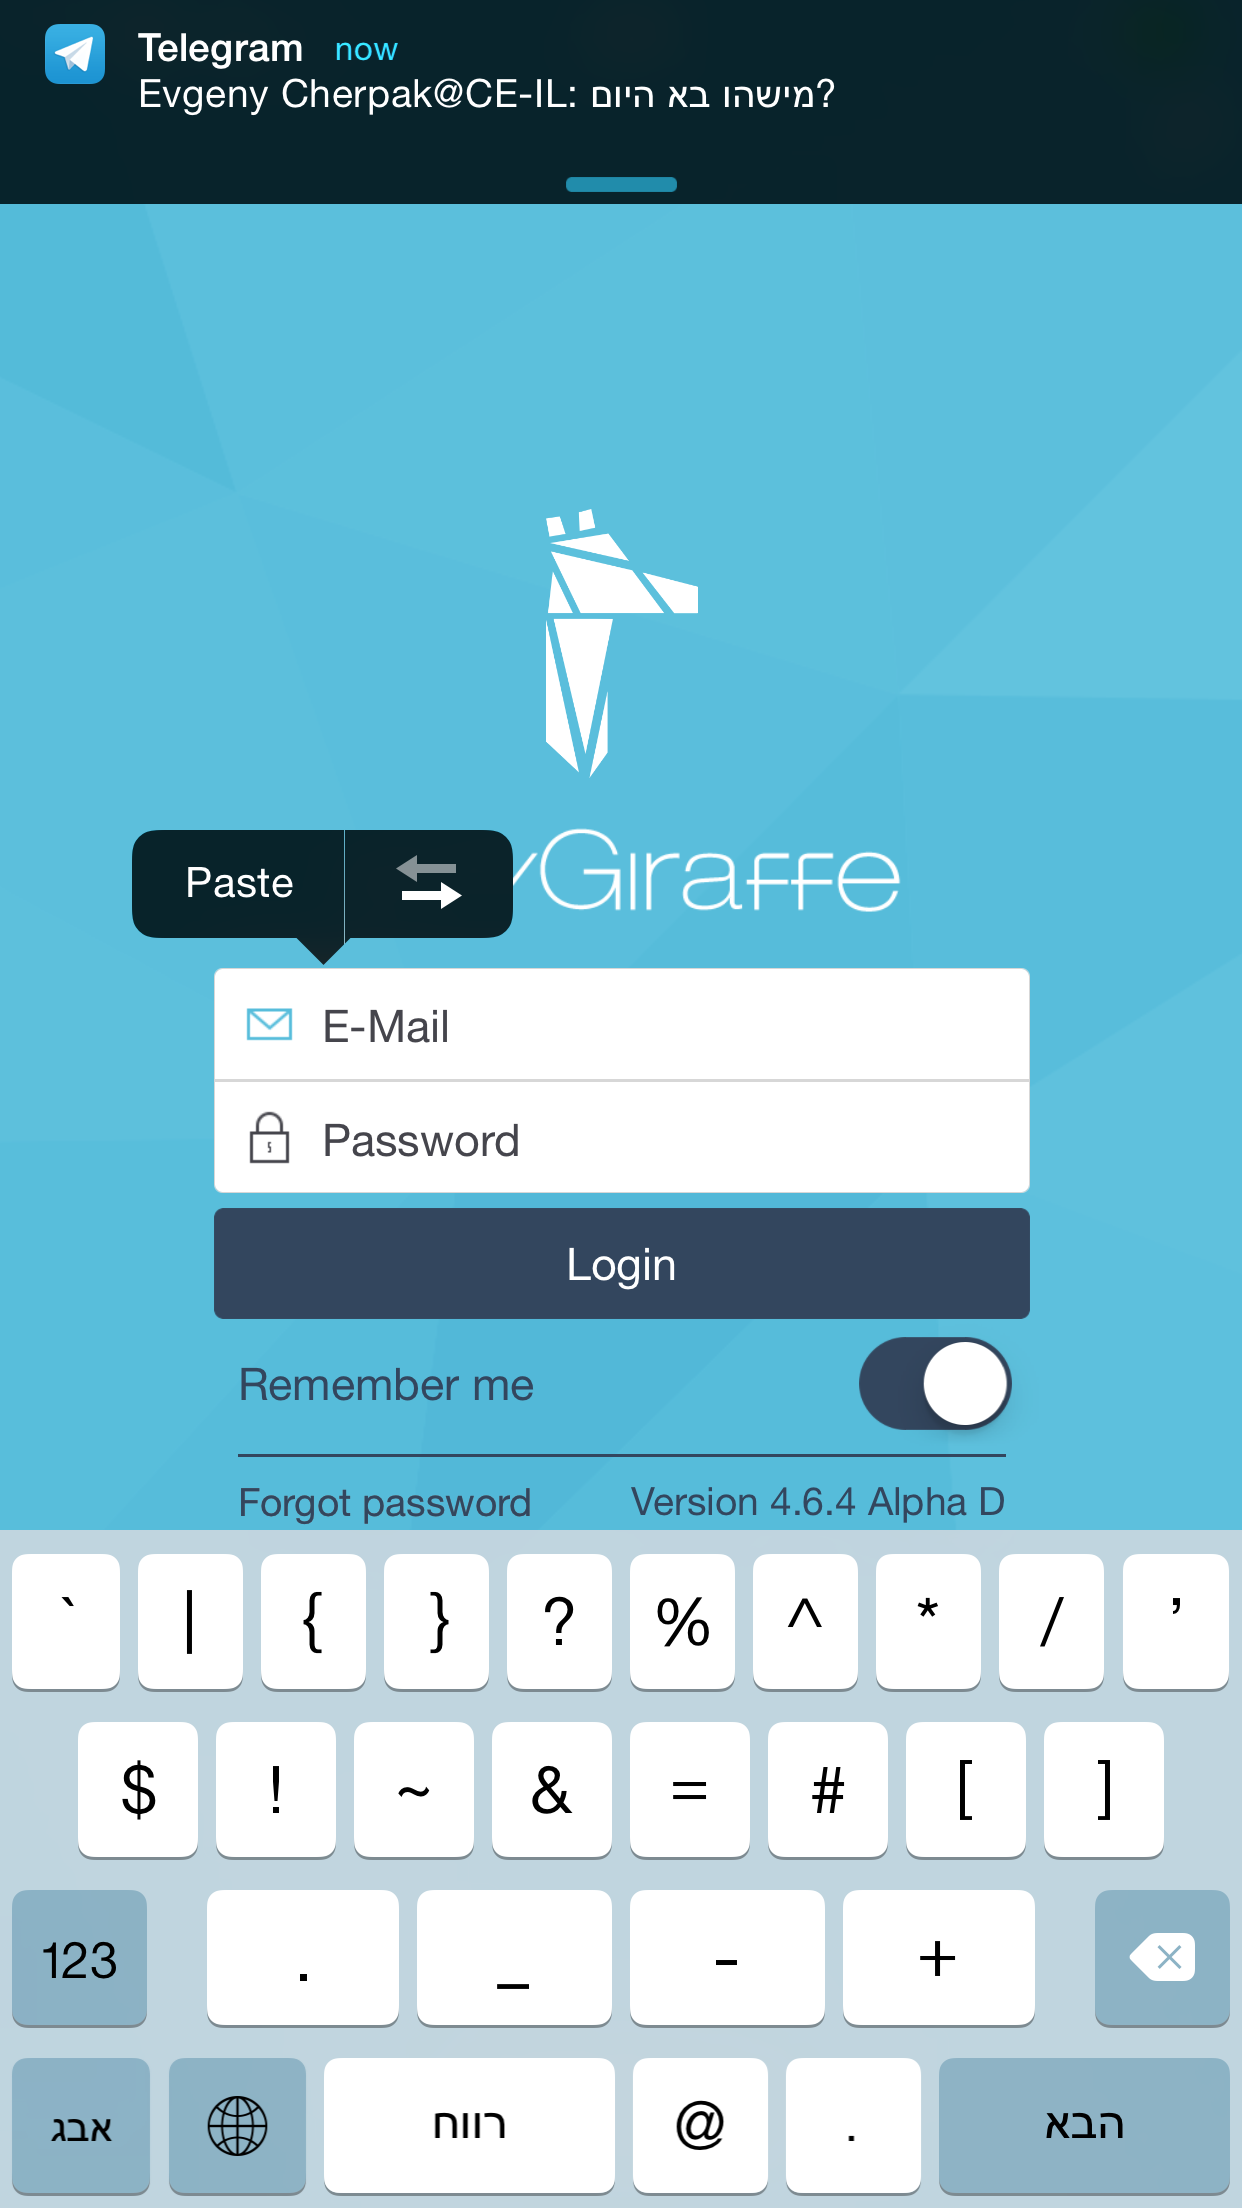 Telegram now
Evgeny Cherpak@CE-IL: מישהו בא היום?
Paste
Giraffe
E-Mail
Password
Login
Remember me
Forgot password Version 4.6.4 Alpha D
` | { } ? % ^ * / ’
$ ! ~ & = # [ ]
123 . _ - +
אבג רווח @ . הבא